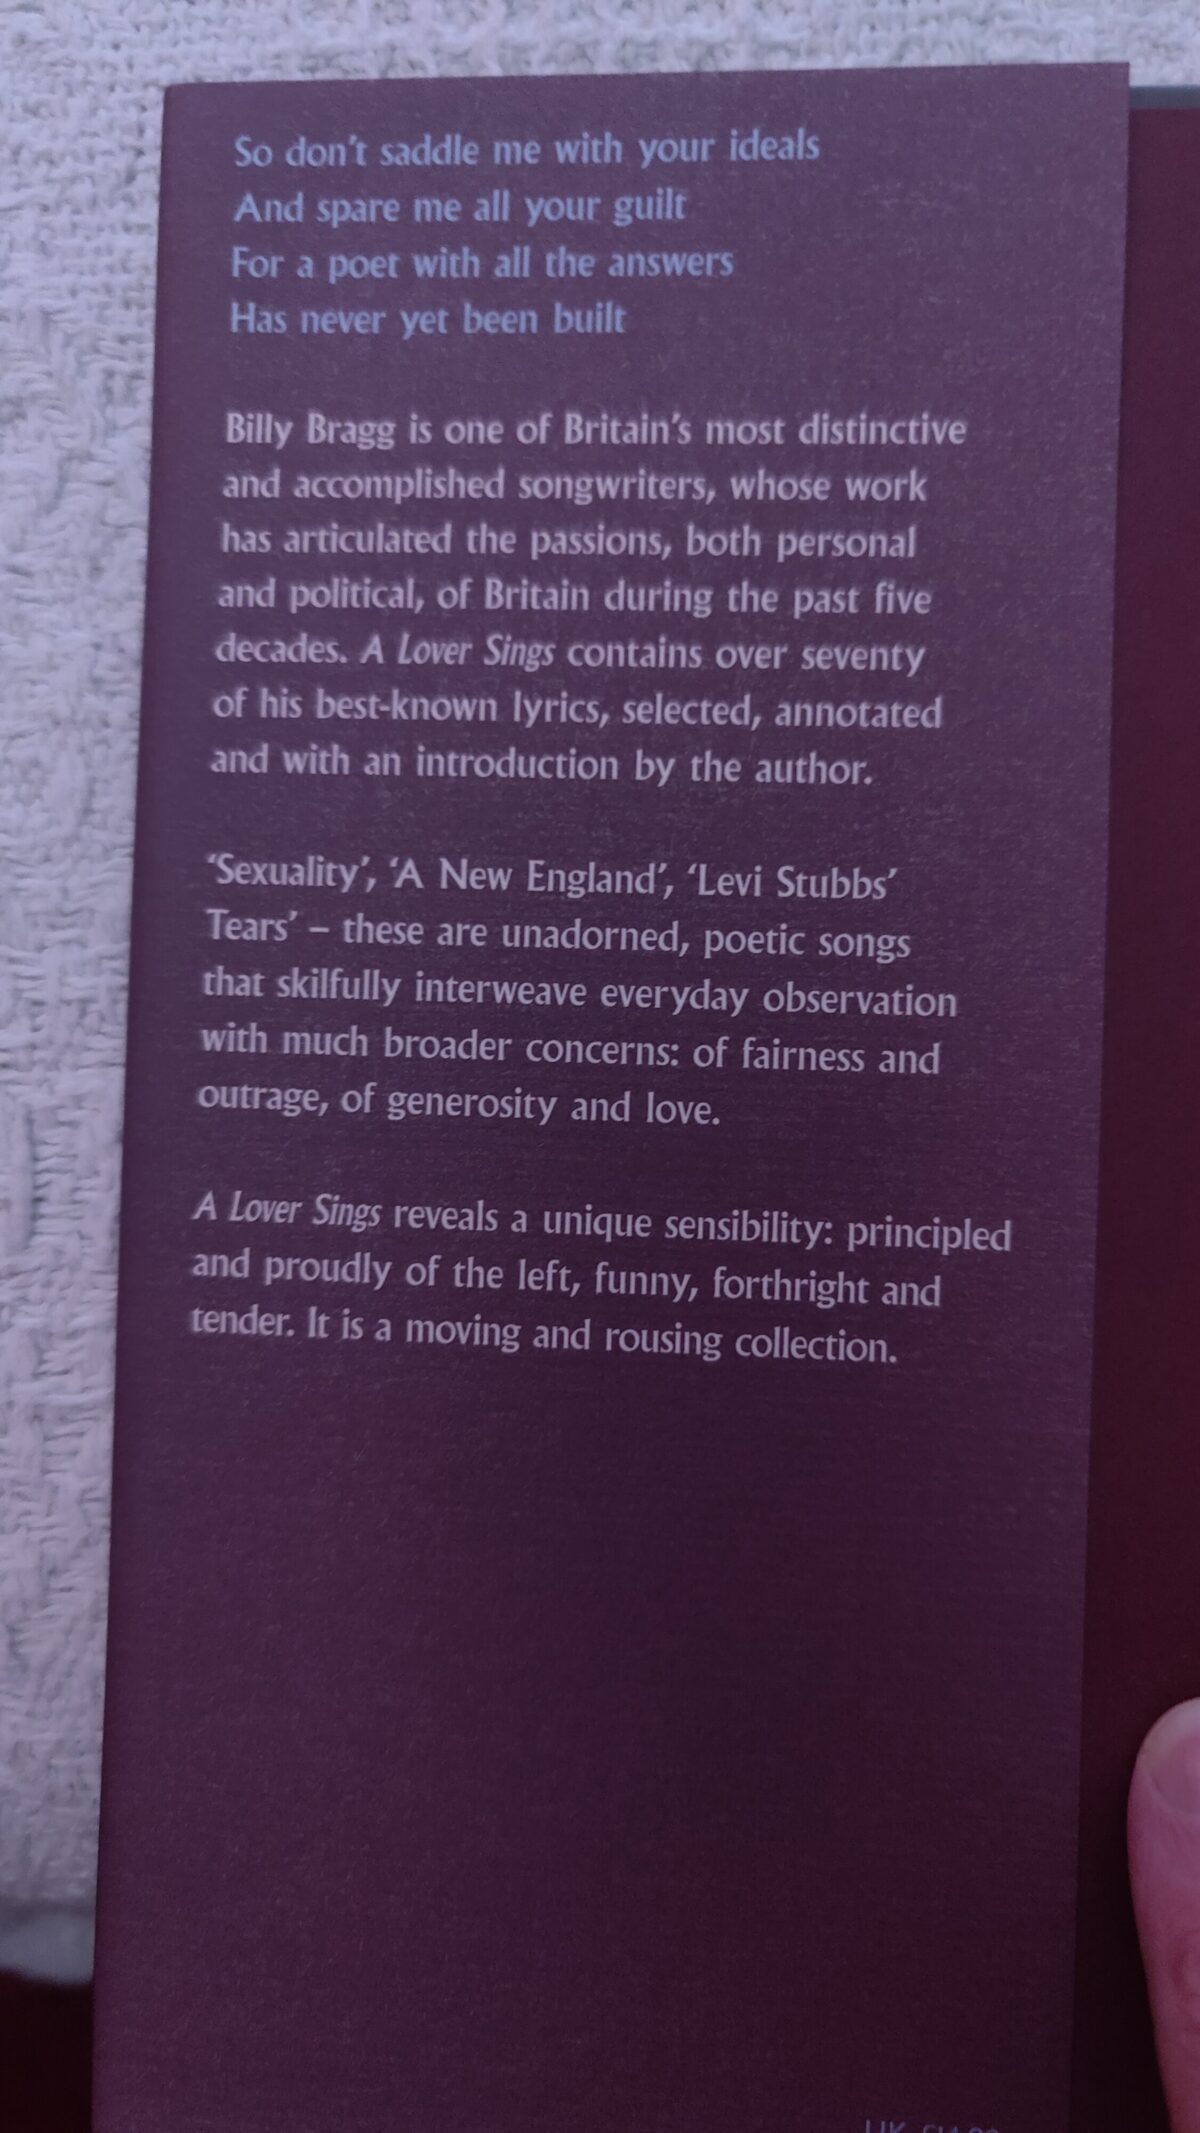 So don't saddle me with your ideals
And spare me all your guilt
For a poet with all the answers
Has never yet been built
Billy Bragg is one of Britain's most distinctive
and accomplished songwriters, whose work
has articulated the passions, both personal
and political, of Britain during the past five
decades. A Lover Sings contains over seventy
of his best-known lyrics, selected, annotated
and with an introduction by the author.
‘Sexuality’, ‘A New England’, ‘Levi Stubbs’
Tears’ – these are unadorned, poetic songs
that skilfully interweave everyday observation
with much broader concerns: of fairness and
outrage, of generosity and love.
A Lover Sings reveals a unique sensibility: principled
and proudly of the left, funny, forthright and
tender. It is a moving and rousing collection.
UK